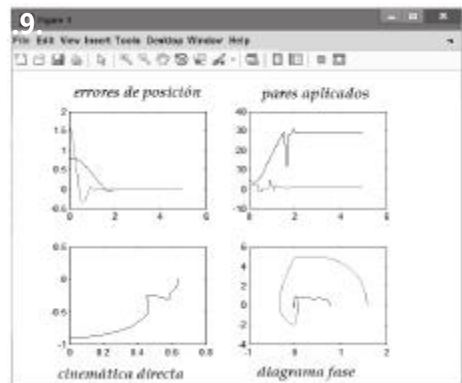 .9.
Figure 1
File Edit View Insert Tools Desktop Window Help
errores de posición
pares aplicados
2
1.5
1
0.5
0
-0.5
0 2 4 6
40
30
20
10
0
-10
0 2 4 6
0.5
0
-0.5
-1
0 0.2 0.4 0.6 0.8
6
4
2
0
-2
-4
-1 0 1 2
cinemática directa
diagrama fase